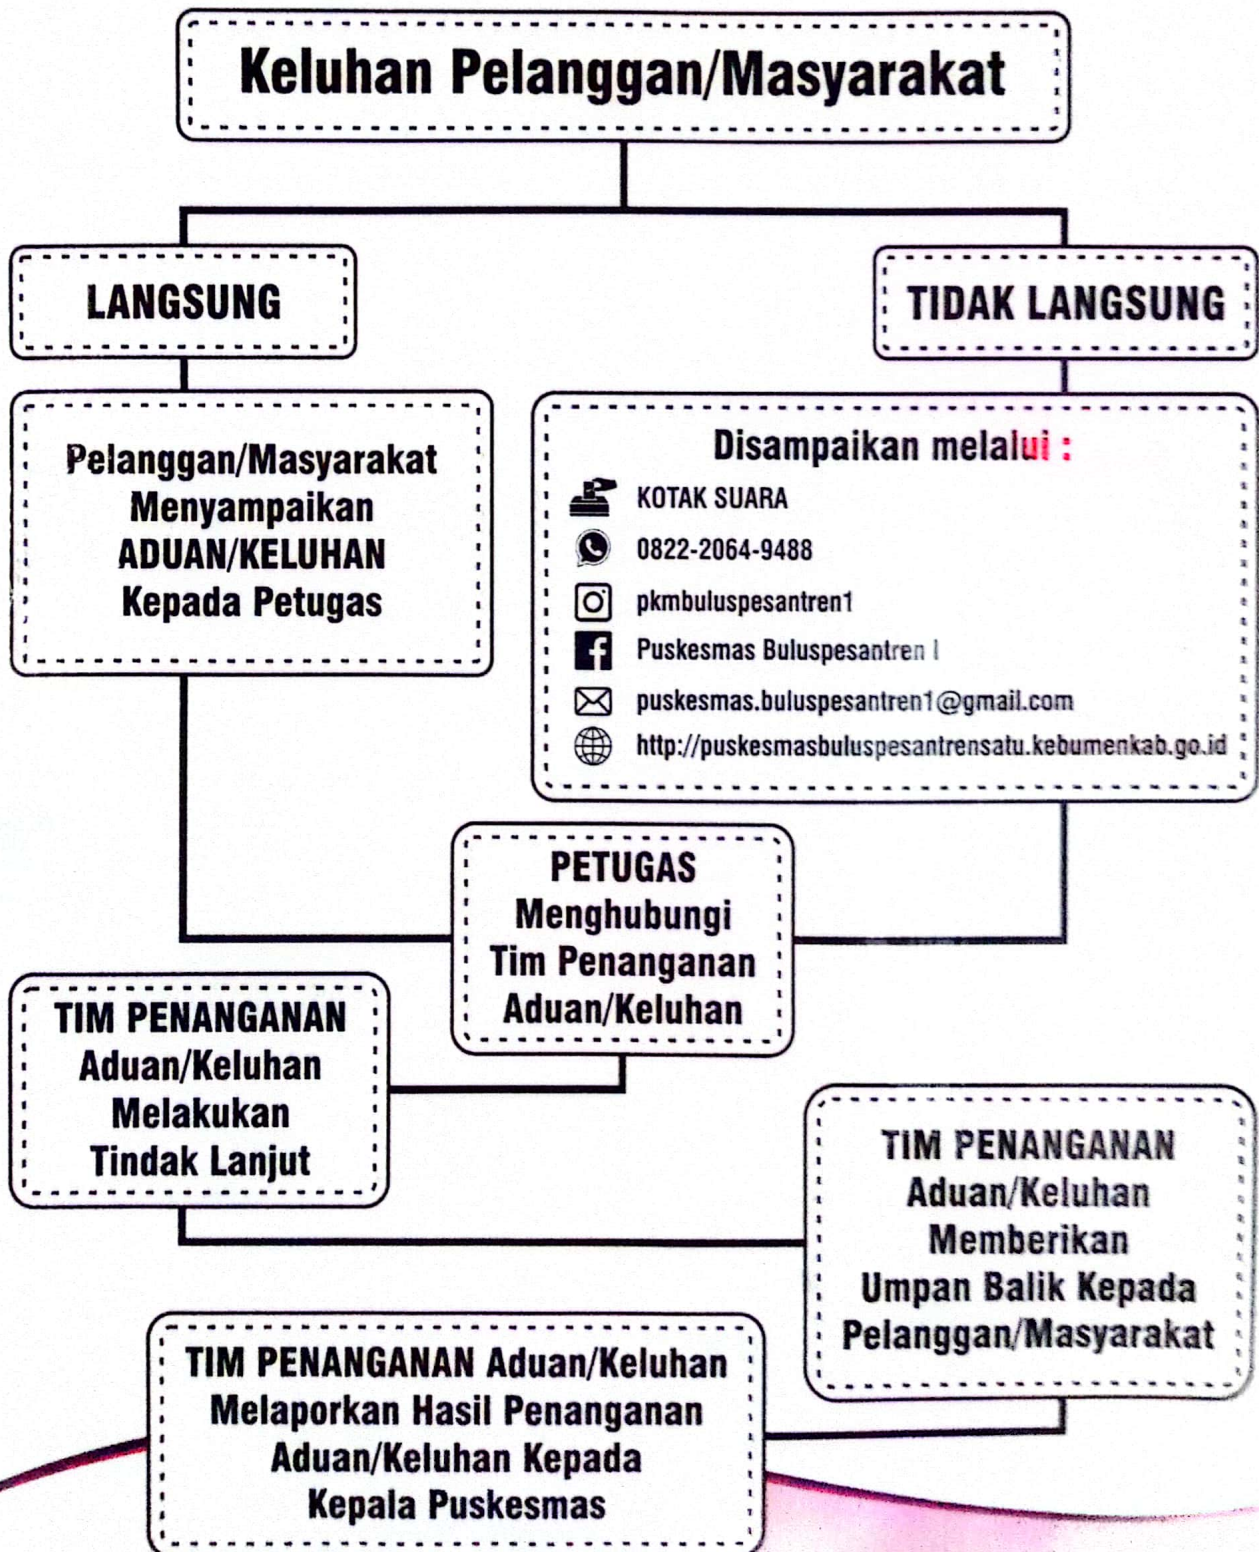 Keluhan Pelanggan/Masyarakat
LANGSUNG
TIDAK LANGSUNG
Pelanggan/Masyarakat
Menyampaikan
ADUAN/KELUHAN
Kepada Petugas
Disampaikan melalui :
KOTAK SUARA
0822-2064-9488
pkmbuluspesantren1
Puskesmas Buluspesantren I
puskesmas.buluspesantren1@gmail.com
http://puskesmasbuluspesantrensatu.kebumenkab.go.id
PETUGAS
Menghubungi
Tim Penanganan
Aduan/Keluhan
TIM PENANGANAN
Aduan/Keluhan
Melakukan
Tindak Lanjut
TIM PENANGANAN
Aduan/Keluhan
Memberikan
Umpan Balik Kepada
Pelanggan/Masyarakat
TIM PENANGANAN Aduan/Keluhan
Melaporkan Hasil Penanganan
Aduan/Keluhan Kepada
Kepala Puskesmas